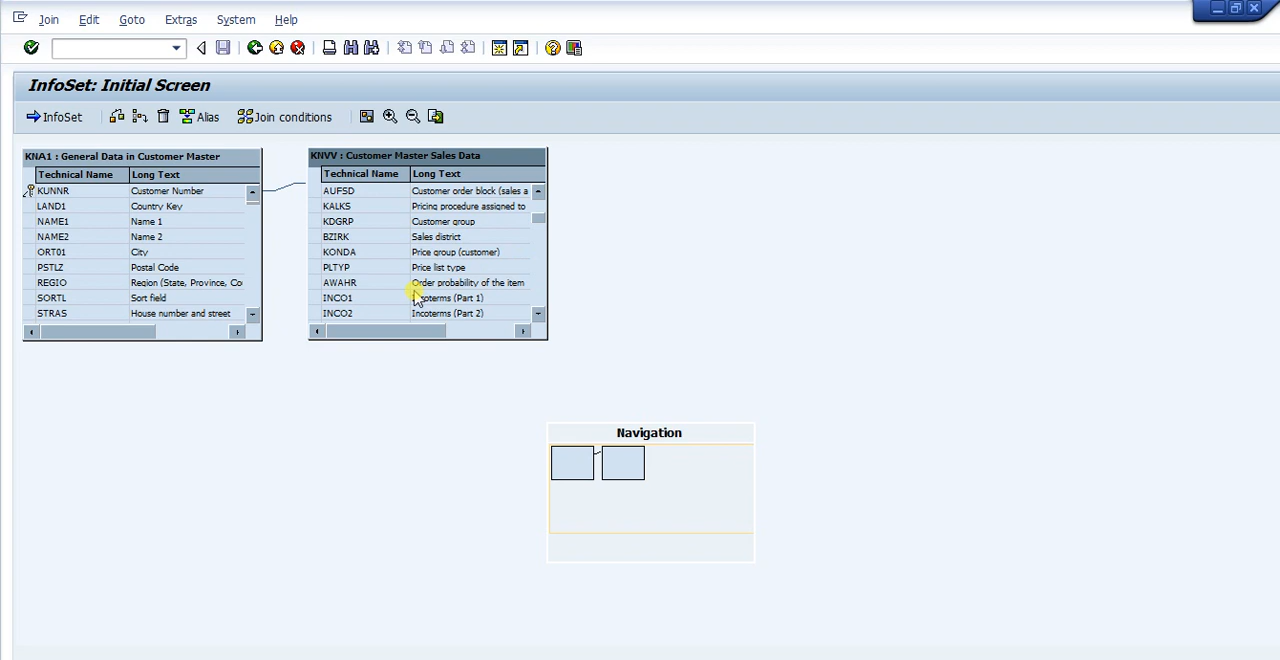 Join Edit Goto Extras System Help
InfoSet: Initial Screen
InfoSet Alias Join conditions
KNA1 : General Data in Customer Master
Technical Name Long Text
KUNNR Customer Number
LAND1 Country Key
NAME1 Name 1
NAME2 Name 2
ORT01 City
PSTLZ Postal Code
REGIO Region (State, Province, Co
SORTL Sort field
STRAS House number and street
KNVV : Customer Master Sales Data
Technical Name Long Text
AUFSD Customer order block (sales a
KALKS Pricing procedure assigned to
KDGRP Customer group
BZIRK Sales district
KONDA Price group (customer)
PLTYP Price list type
AWAHR Order probability of the item
INCO1 Incoterms (Part 1)
INCO2 Incoterms (Part 2)
Navigation